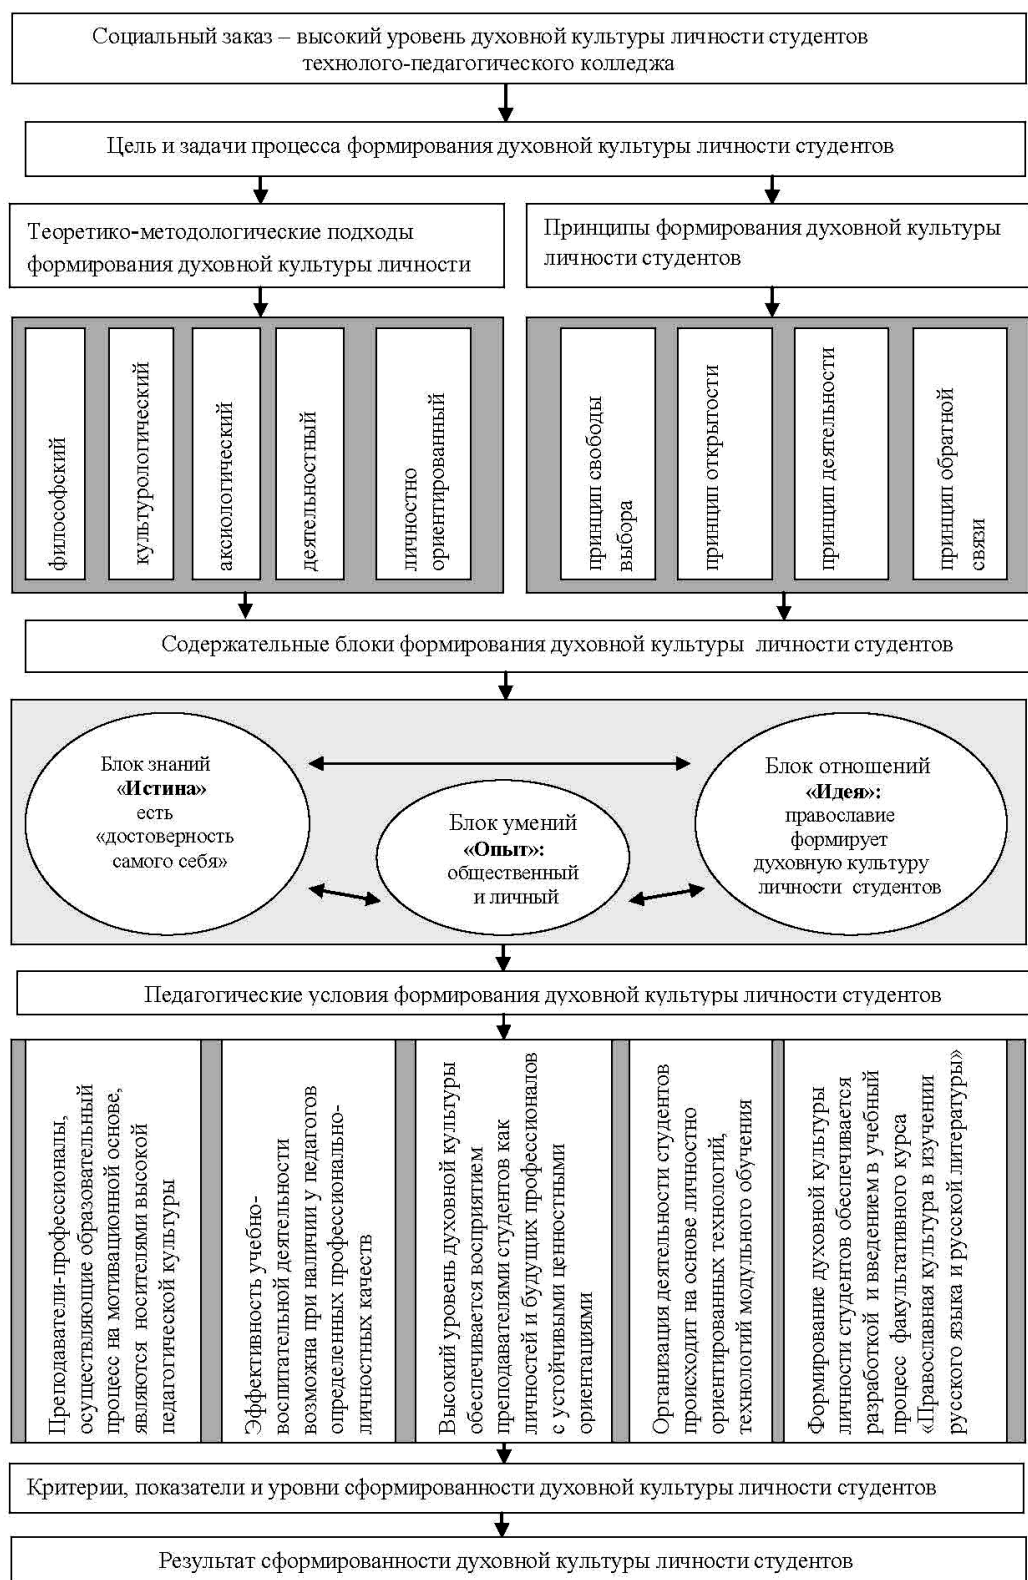 Социальный заказ – высокий уровень духовной культуры личности студентов
технолого-педагогического колледжа
Цель и задачи процесса формирования духовной культуры личности студентов
Теоретико-методологические подходы
формирования духовной культуры личности
Принципы формирования духовной культуры
личности студентов
философский
культурологический
аксиологический
деятельностный
личностно
ориентированный
принцип свободы
выбора
принцип открытости
принцип деятельности
принцип обратной
связи
Содержательные блоки формирования духовной культуры личности студентов
Блок знаний
«Истина»
есть
«достоверность
самого себя»
Блок умений
«Опыт»:
общественный
и личный
Блок отношений
«Идея»:
православие
формирует
духовную культуру
личности студентов
Педагогические условия формирования духовной культуры личности студентов
Преподаватели-профессионалы,
осуществляющие образовательный
процесс на мотивационной основе,
являются носителями высокой
педагогической культуры
Эффективность учебно-
воспитательной деятельности
возможна при наличии у педагогов
определенных профессионально-
личностных качеств
Высокий уровень духовной культуры
обеспечивается восприятием
преподавателями студентов как
личностей и будущих профессионалов
с устойчивыми ценностными
ориентациями
Организация деятельности студентов
происходит на основе личностно
ориентированных технологий,
технологий модульного обучения
Формирование духовной культуры
личности студентов обеспечивается
разработкой и введением в учебный
процесс факультативного курса
«Православная культура в изучении
русского языка и русской литературы»
Критерии, показатели и уровни сформированности духовной культуры личности студентов
Результат сформированности духовной культуры личности студентов